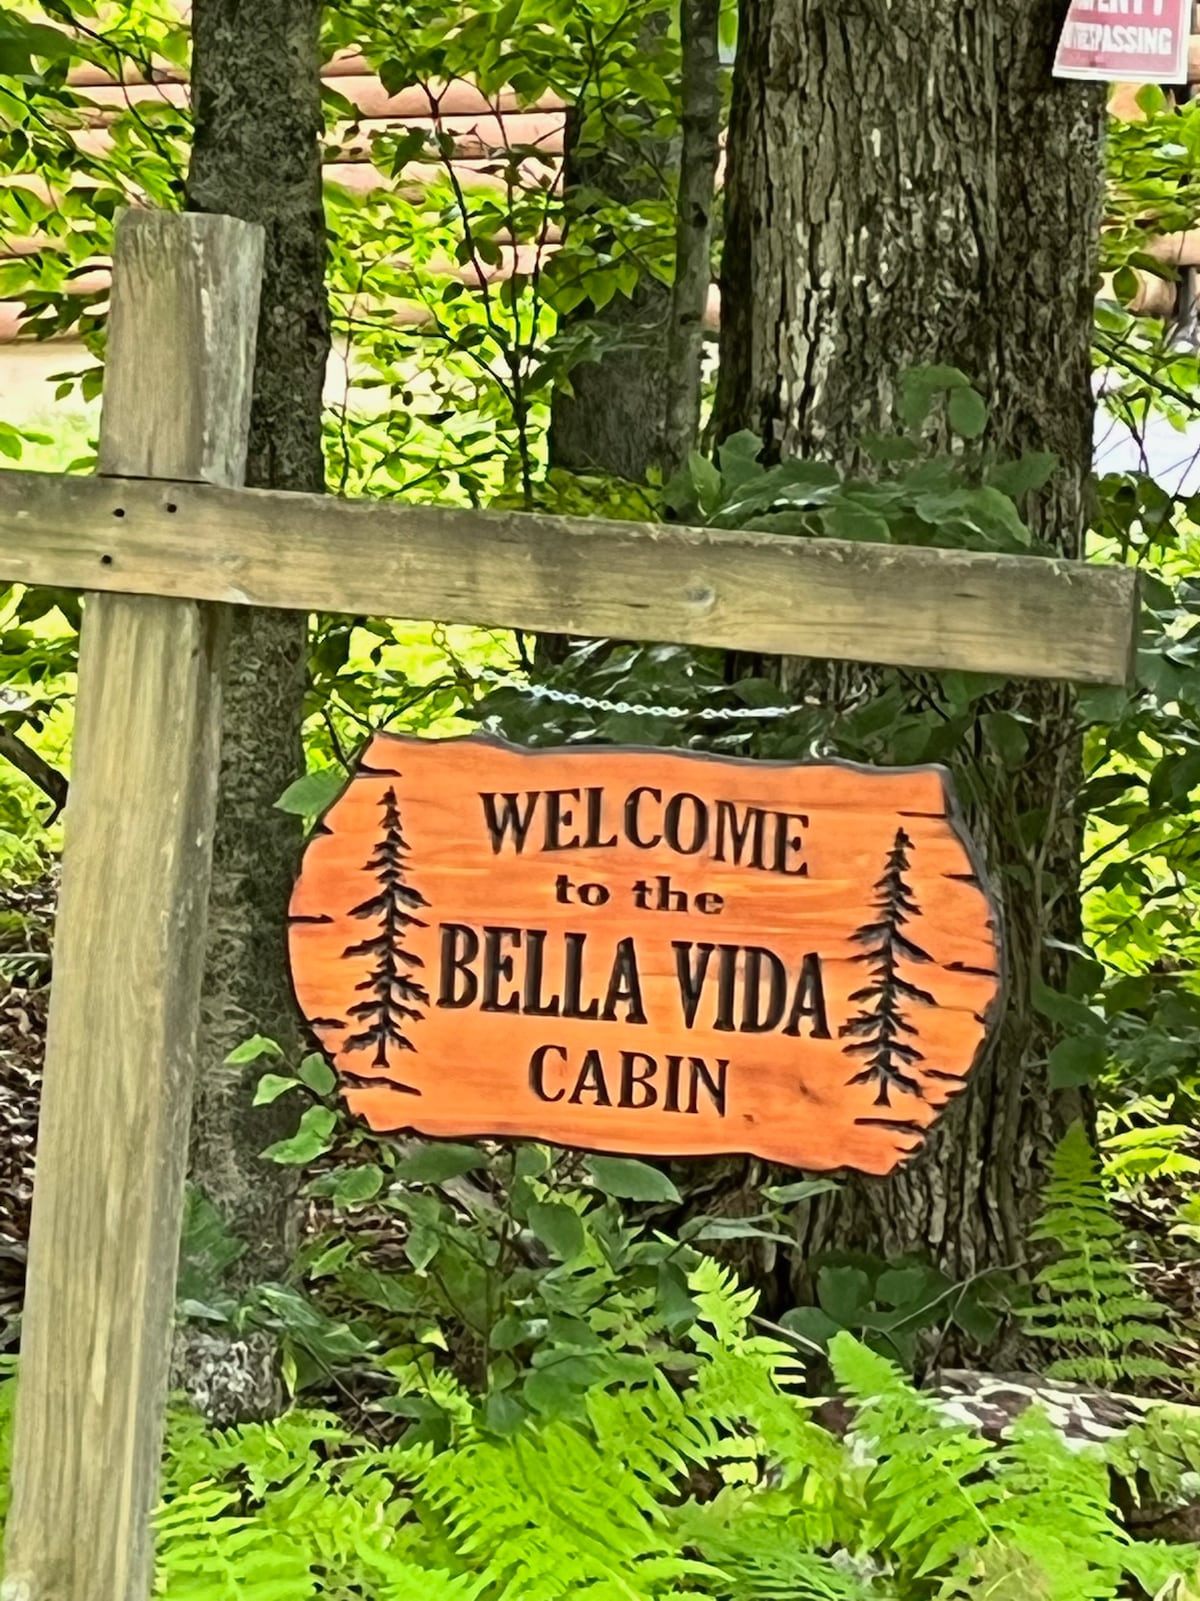 WELCOME
to the
BELLA VIDA
CABIN